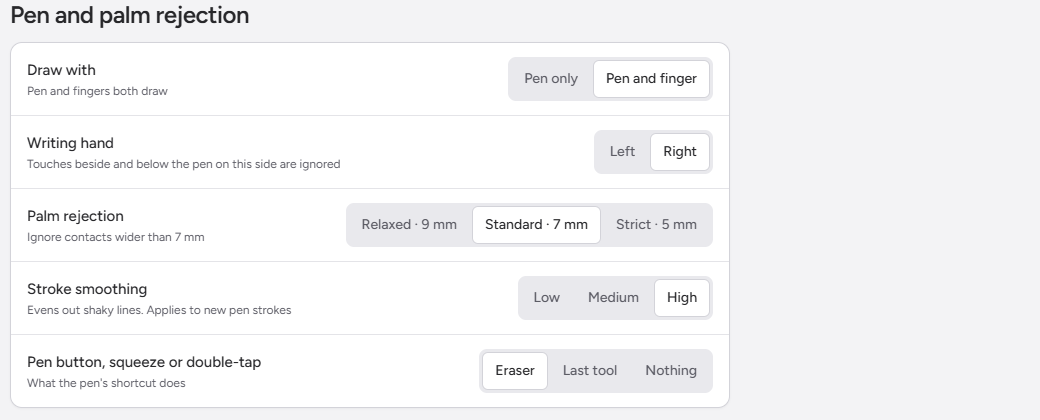 Pen and palm rejection
Draw with
Pen and fingers both draw
Pen only
Pen and finger
Writing hand
Touches beside and below the pen on this side are ignored
Left
Right
Palm rejection
Ignore contacts wider than 7 mm
Relaxed · 9 mm
Standard · 7 mm
Strict · 5 mm
Stroke smoothing
Evens out shaky lines. Applies to new pen strokes
Low
Medium
High
Pen button, squeeze or double-tap
What the pen's shortcut does
Eraser
Last tool
Nothing